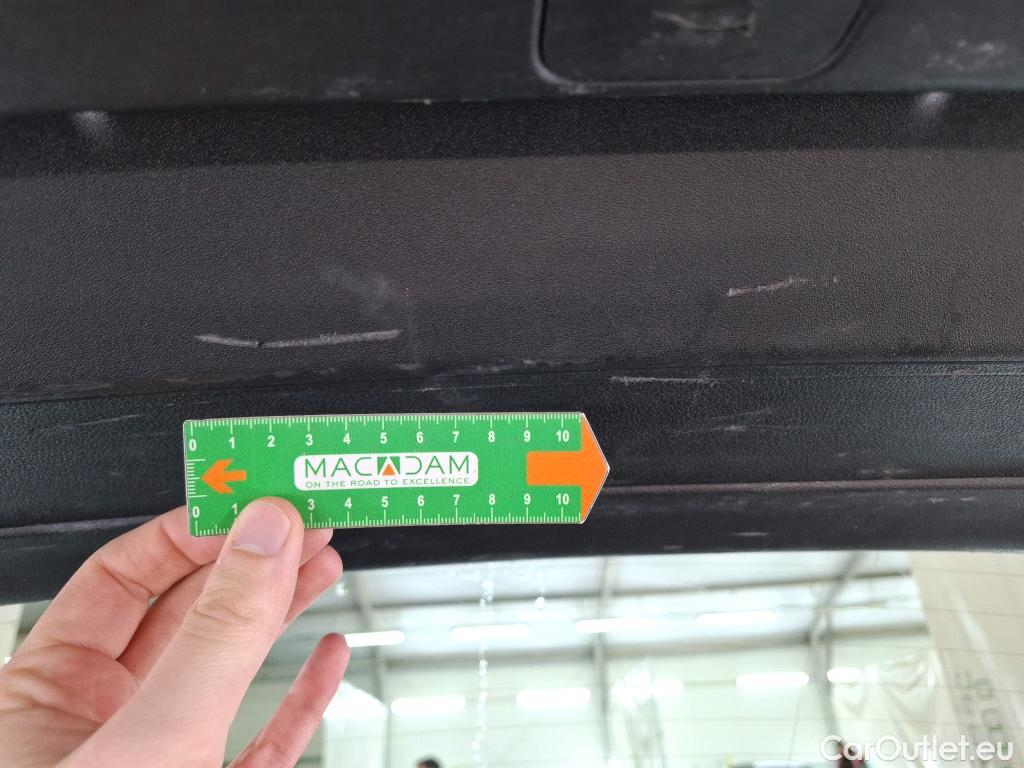 0 1 2 3 4 5 6 7 8 9 10
MACADAM
ON THE ROAD TO EXCELLENCE
0 1 3 4 5 6 7 8 9 10
CarOutlet.eu